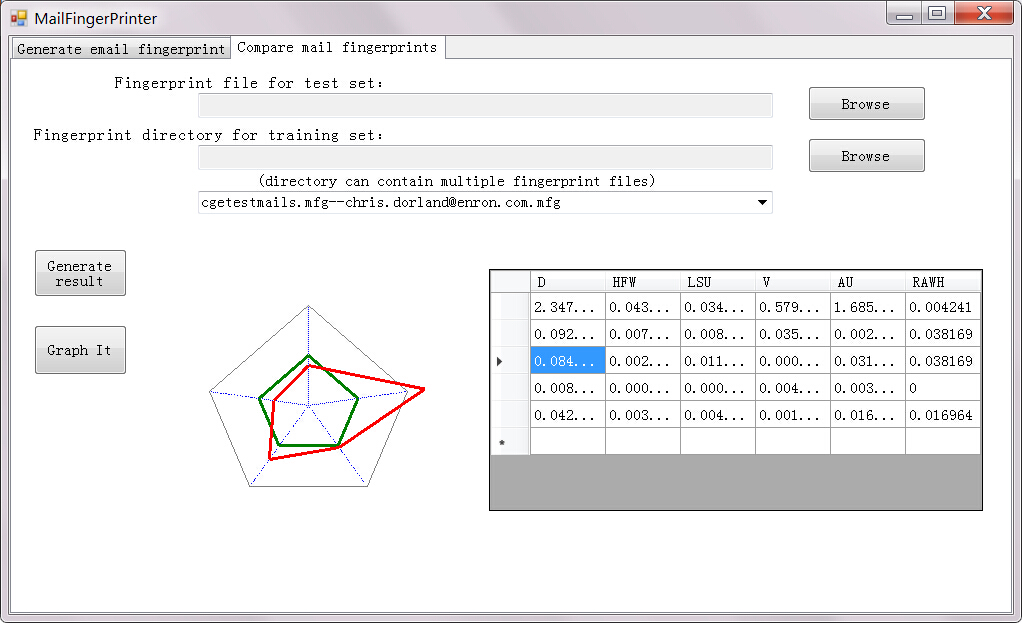 MailFingerPrinter
Generate email fingerprint Compare mail fingerprints
Fingerprint file for test set:
Browse
Fingerprint directory for training set:
Browse
(directory can contain multiple fingerprint files)
cgetestmails.mfg--chris.dorland@enron.com.mfg
Generate
result
Graph It
D HFW LSU V AU RAWH
2.347... 0.043... 0.034... 0.579... 1.685... 0.004241
0.092... 0.007... 0.008... 0.035... 0.002... 0.038169
0.084... 0.002... 0.011... 0.000... 0.031... 0.038169
0.008... 0.000... 0.000... 0.004... 0.003... 0
0.042... 0.003... 0.004... 0.001... 0.016... 0.016964
*